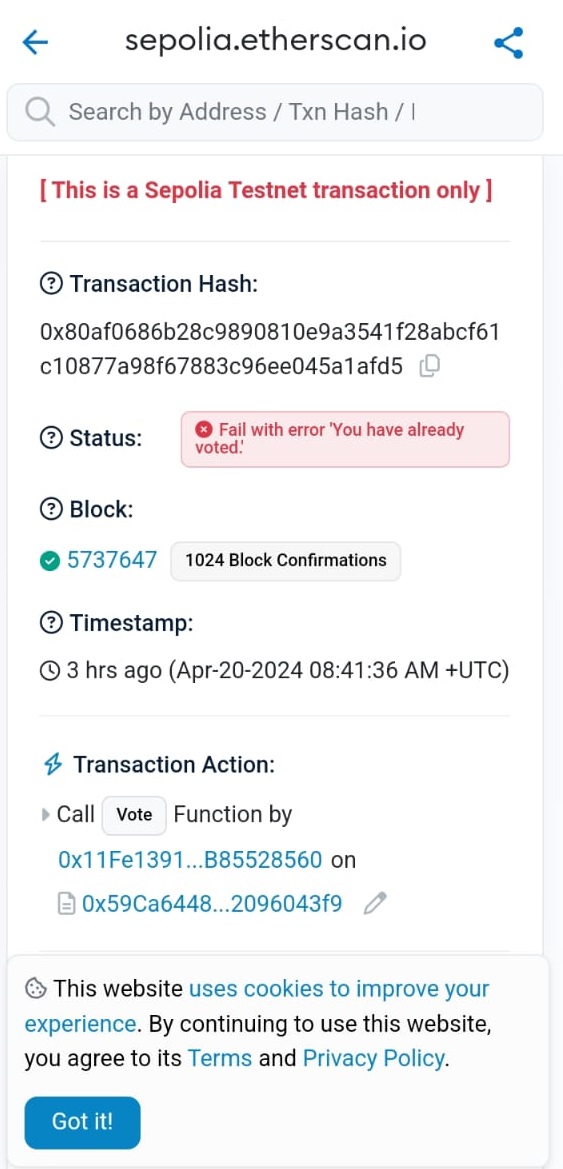 sepolia.etherscan.io
Search by Address / Txn Hash /
[ This is a Sepolia Testnet transaction only ]
Transaction Hash:
0x80af0686b28c9890810e9a3541f28abcf61
c10877a98f67883c96ee045a1afd5
Status:
Fail with error 'You have already
voted.'
Block:
5737647 1024 Block Confirmations
Timestamp:
3 hrs ago (Apr-20-2024 08:41:36 AM +UTC)
Transaction Action:
Call Vote Function by
0x11Fe1391...B85528560 on
0x59Ca6448...2096043f9
This website uses cookies to improve your
experience. By continuing to use this website,
you agree to its Terms and Privacy Policy.
Got it!